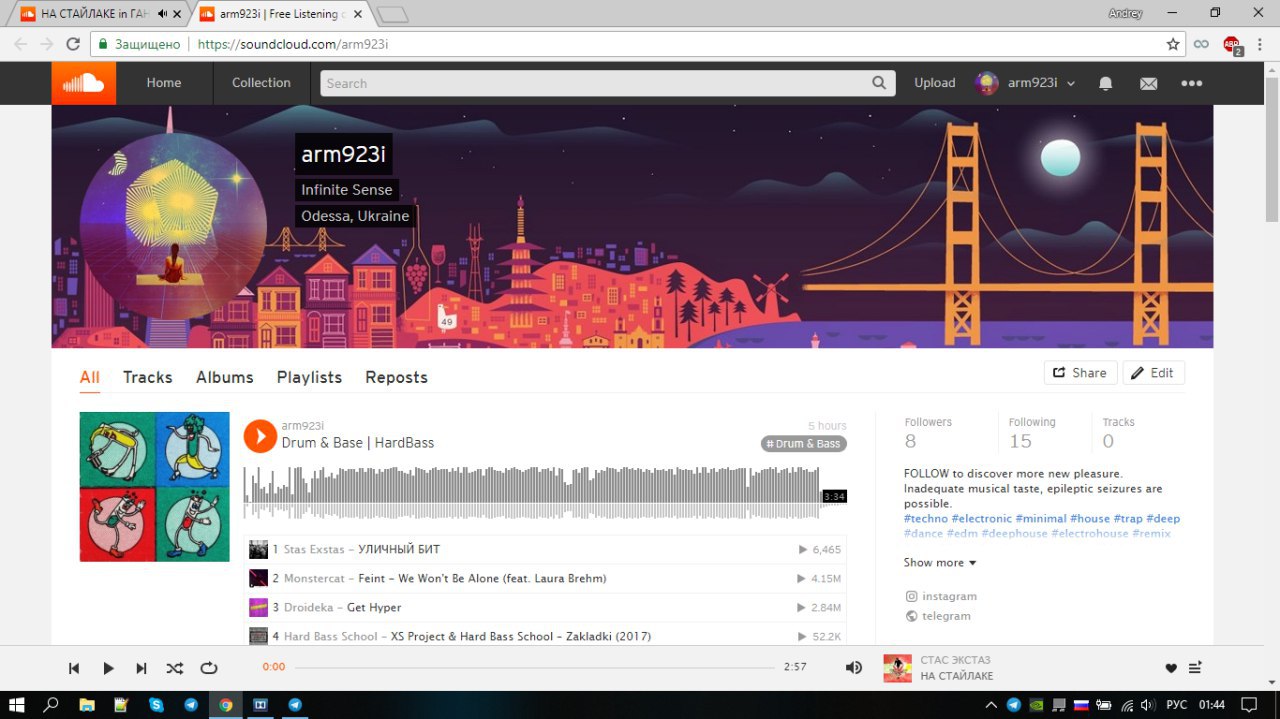 НА СТАЙЛАКЕ in ГАН
arm923i | Free Listening o
Andrey
Защищено
https://soundcloud.com/arm923i
ABP
2
Home
Collection
Search
Upload
arm923i
arm923i
Infinite Sense
Odessa, Ukraine
49
All
Tracks
Albums
Playlists
Reposts
Share
Edit
arm923i
5 hours
Drum & Base | HardBass
# Drum & Bass
3:34
1 Stas Exstas - УЛИЧНЫЙ БИТ
6,465
2 Monstercat - Feint - We Won't Be Alone (feat. Laura Brehm)
4.15M
3 Droideka - Get Hyper
2.84M
4 Hard Bass School - XS Project & Hard Bass School - Zakladki (2017)
52.2K
Followers
8
Following
15
Tracks
0
FOLLOW to discover more new pleasure.
Inadequate musical taste, epileptic seizures are
possible.
#techno #electronic #minimal #house #trap #deep
#dance #edm #deephouse #electrohouse #remix
Show more
instagram
telegram
0:00
2:57
СТАС ЭКСТАЗ
НА СТАЙЛАКЕ
РУС
01:44